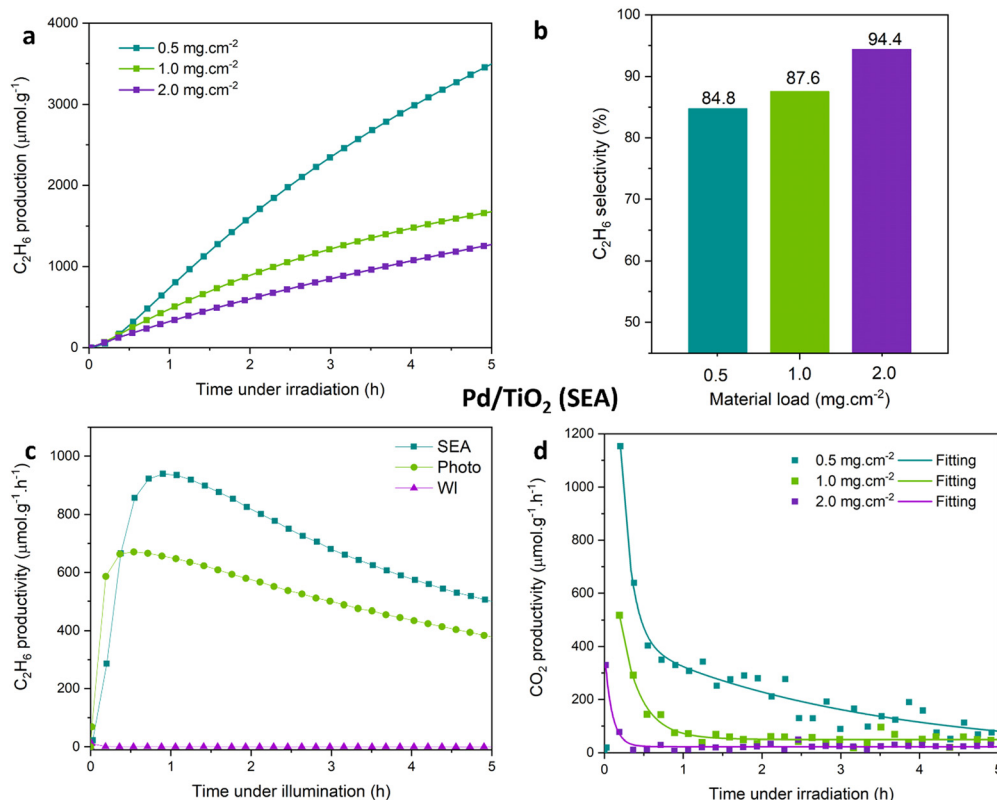 a
0.5 mg.cm⁻²
1.0 mg.cm⁻²
2.0 mg.cm⁻²
C₂H₆ production (μmol.g⁻¹)
4000
3000
2000
1000
0
0 1 2 3 4 5
Time under irradiation (h)
b
C₂H₆ selectivity (%)
100
95
90
85
80
75
70
65
60
55
50
84.8
87.6
94.4
0.5 1.0 2.0
Material load (mg.cm⁻²)
Pd/TiO₂ (SEA)
c
SEA
Photo
WI
C₂H₆ productivity (μmol.g⁻¹.h⁻¹)
1000
800
600
400
200
0
0 1 2 3 4 5
Time under illumination (h)
d
0.5 mg.cm⁻² Fitting
1.0 mg.cm⁻² Fitting
2.0 mg.cm⁻² Fitting
CO₂ productivity (μmol.g⁻¹.h⁻¹)
1200
1000
800
600
400
200
0
0 1 2 3 4 5
Time under irradiation (h)